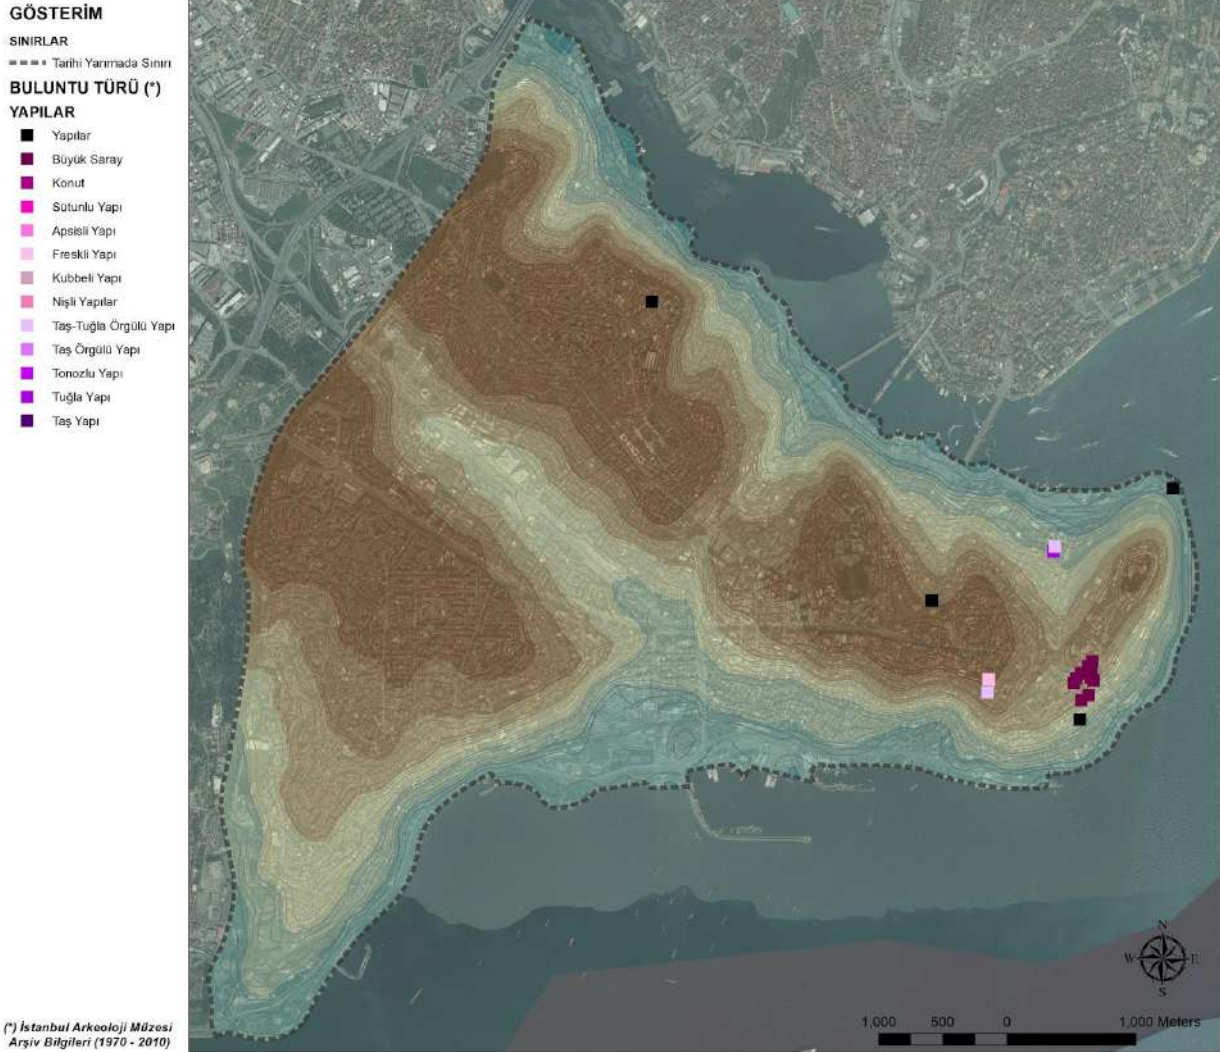 GÖSTERİM
SINIRLAR
Tarihi Yarımada Sınırı
BULUNTU TÜRÜ (*)
YAPILAR
Yapılar
Büyük Saray
Konut
Sütunlu Yapı
Apsisli Yapı
Freskli Yapı
Kubbeli Yapı
Nişli Yapılar
Taş-Tuğla Örgülü Yapı
Taş Örgülü Yapı
Tonozlu Yapı
Tuğla Yapı
Taş Yapı
N
W E
S
1,000 500 0 1,000 Meters
(*) İstanbul Arkeoloji Müzesi
Arşiv Bilgileri (1970 - 2010)